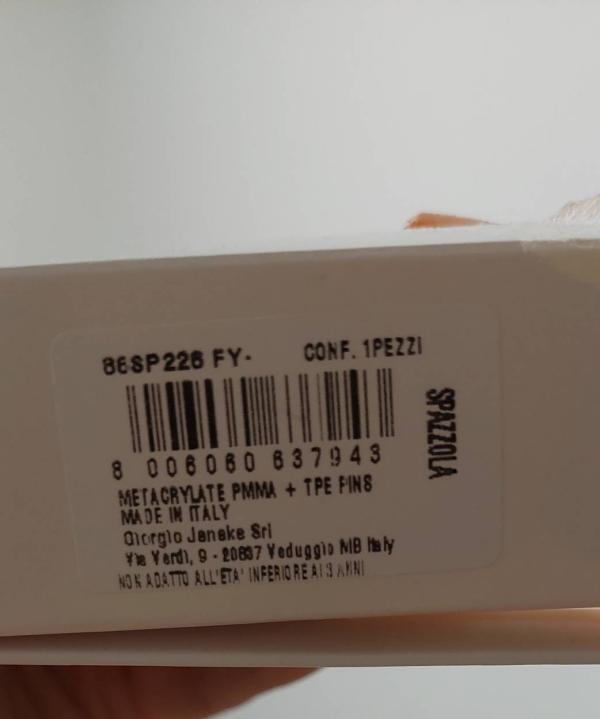 86SP226 FY-
CONF. 1PEZZI
8 006060 637943
SPAZZOLA
METACRYLATE PMMA + TPE PINS
MADE IN ITALY
Giorgio Janeke Srl
Via Verdi, 9 - 20837 Veduggio MB Italy
NON ADATTO ALL'ETA' INFERIORE AI 3 ANNI